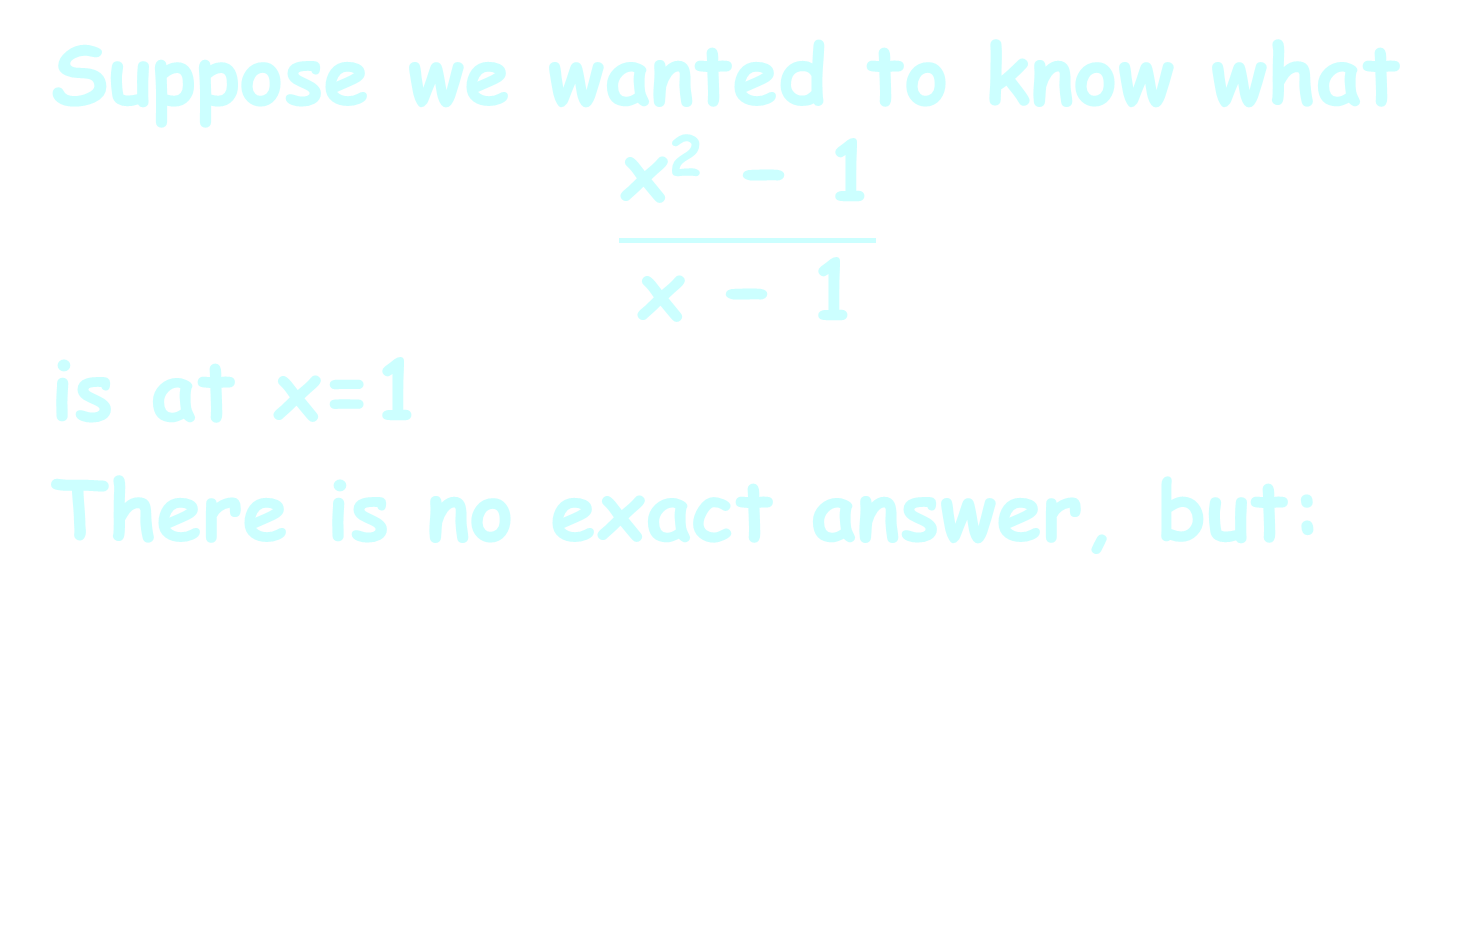 Suppose we wanted to know what
x² – 1
x – 1
is at x=1
There is no exact answer, but: